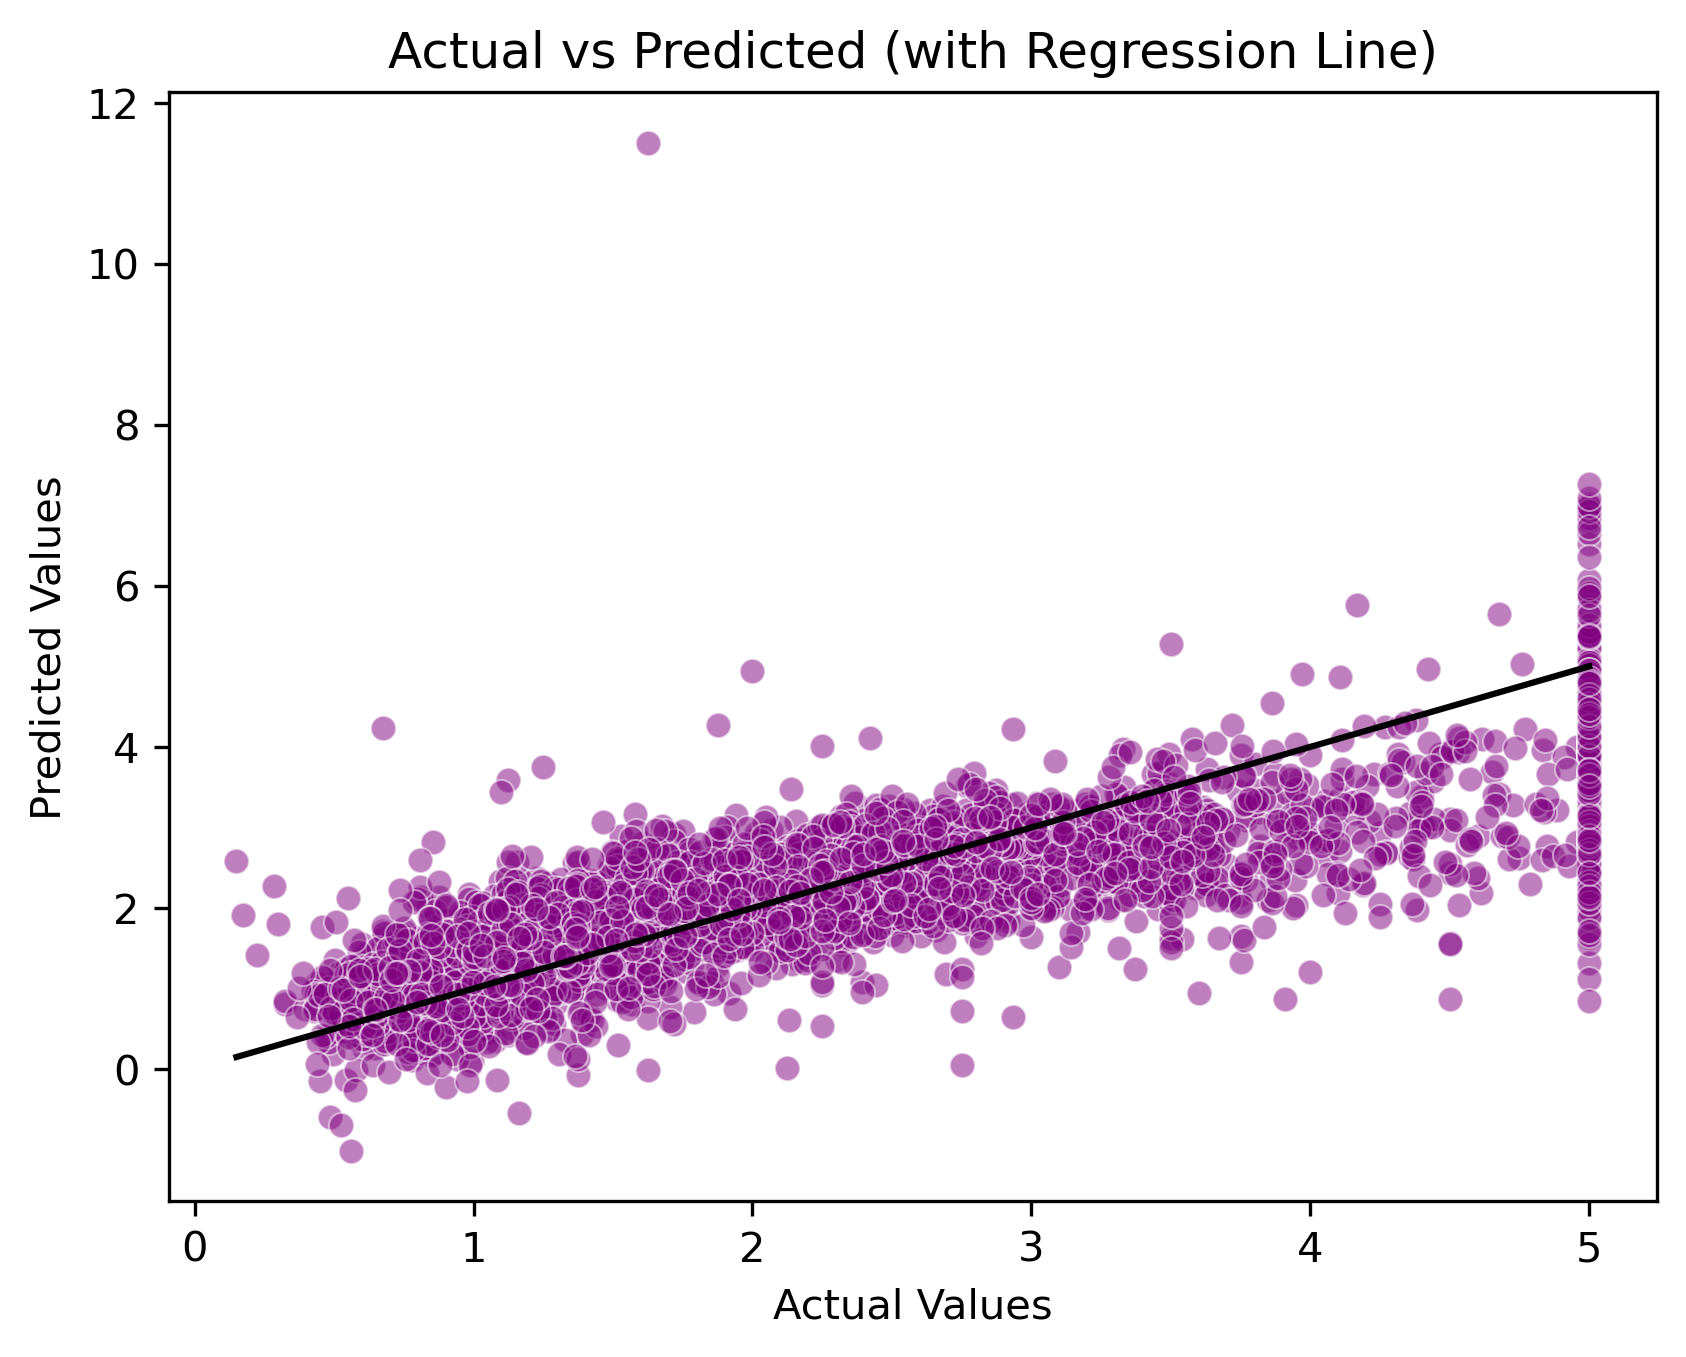 Actual vs Predicted (with Regression Line)
12
10
8
6
4
2
0
Predicted Values
0 1 2 3 4 5
Actual Values